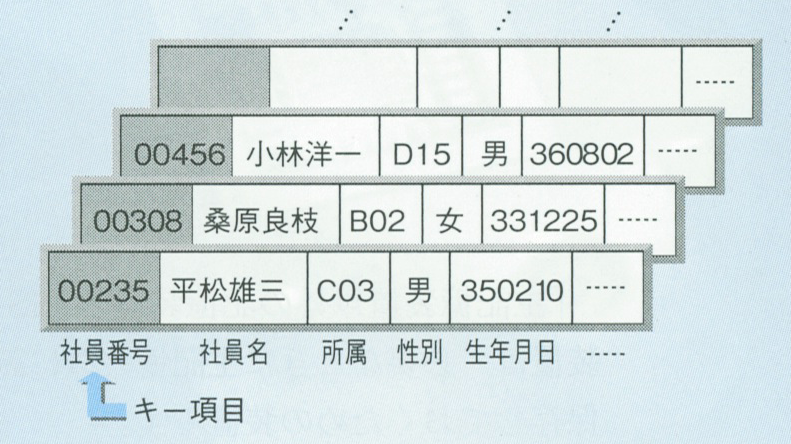 -----
00456 小林洋一 D15 男 360802 -----
00308 桑原良枝 B02 女 331225 -----
00235 平松雄三 C03 男 350210 -----
社員番号 社員名 所属 性別 生年月日 -----
キー項目